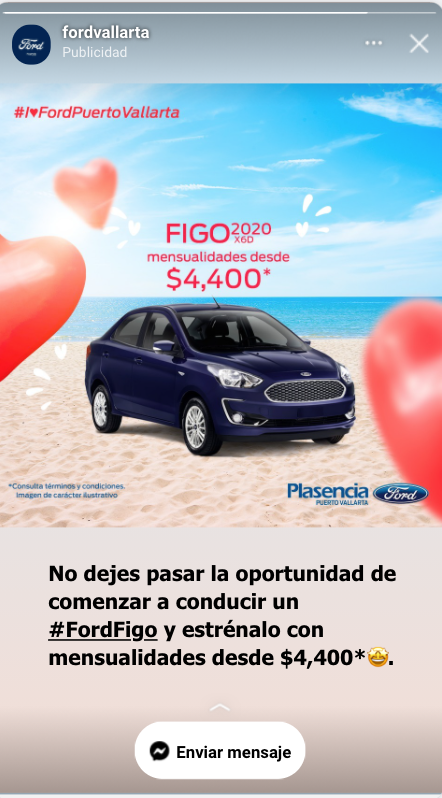 Ford
fordvallarta
Publicidad
#I♥FordPuertoVallarta
FIGO 2020
X6D
mensualidades desde
$4,400*
*Consulta términos y condiciones.
Imagen de carácter ilustrativo
Plasencia
PUERTO VALLARTA
Ford
No dejes pasar la oportunidad de
comenzar a conducir un
#FordFigo y estrénalo con
mensualidades desde $4,400*🤩.
Enviar mensaje